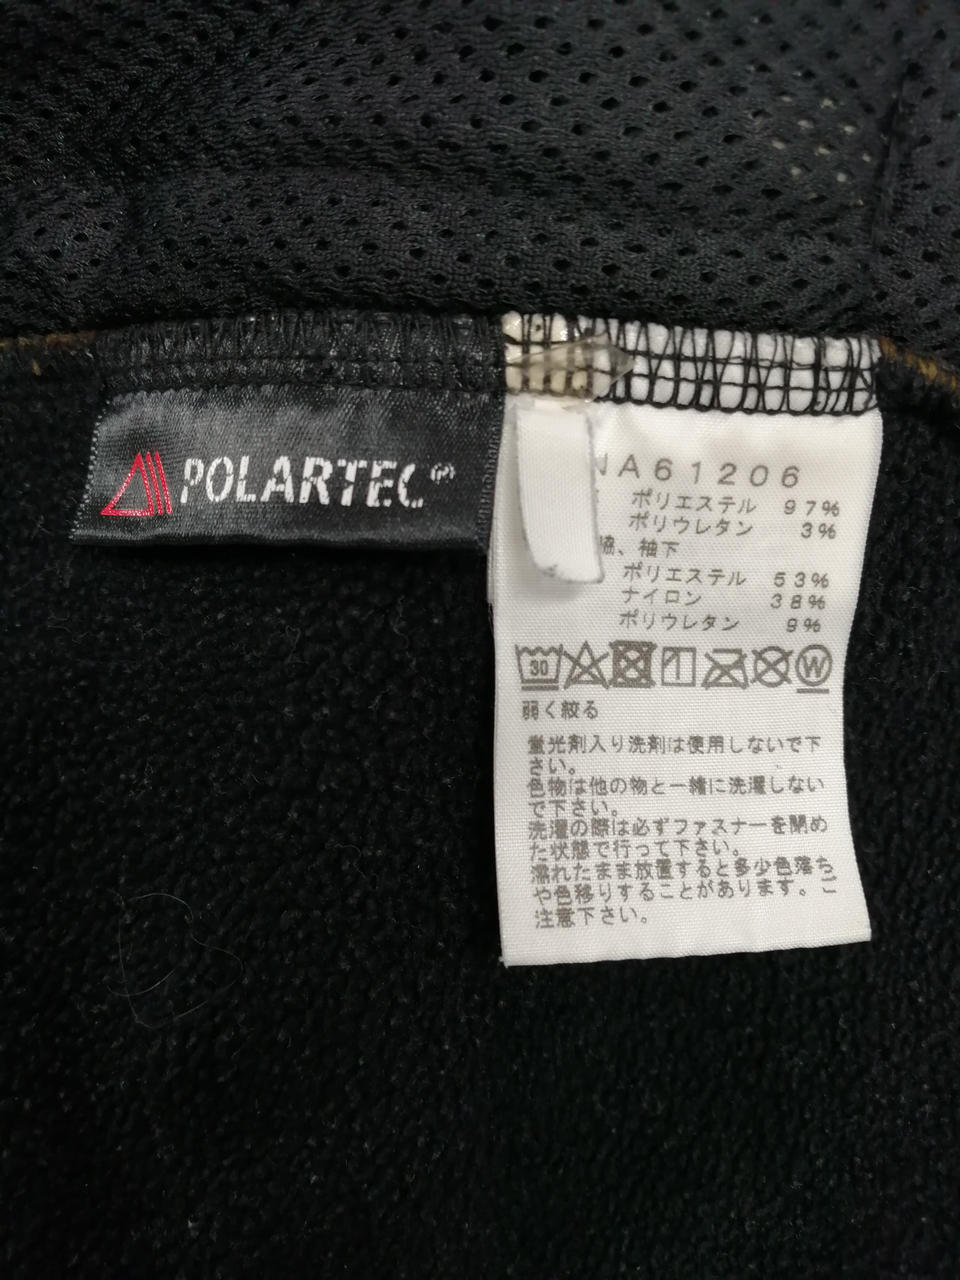 POLARTEC®
NA61206
ポリエステル 97%
ポリウレタン 3%
脇、袖下
ポリエステル 53%
ナイロン 38%
ポリウレタン 9%
30 W
弱く絞る
蛍光剤入り洗剤は使用しないで下
さい。
色物は他の物と一緒に洗濯しない
で下さい。
洗濯の際は必ずファスナーを閉め
た状態で行って下さい。
濡れたまま放置すると多少色落ち
や色移りすることがあります。ご
注意下さい。